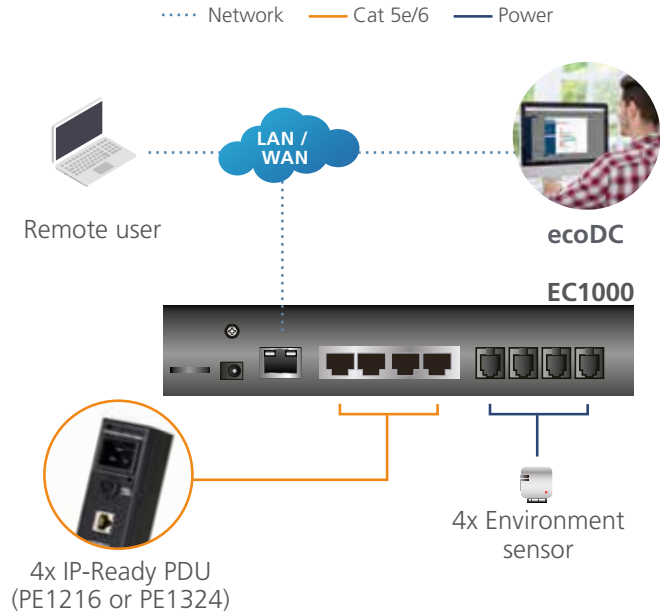 Network Cat 5e/6 Power
LAN /
WAN
Remote user
ecoDC
EC1000
4x Environment
sensor
4x IP-Ready PDU
(PE1216 or PE1324)